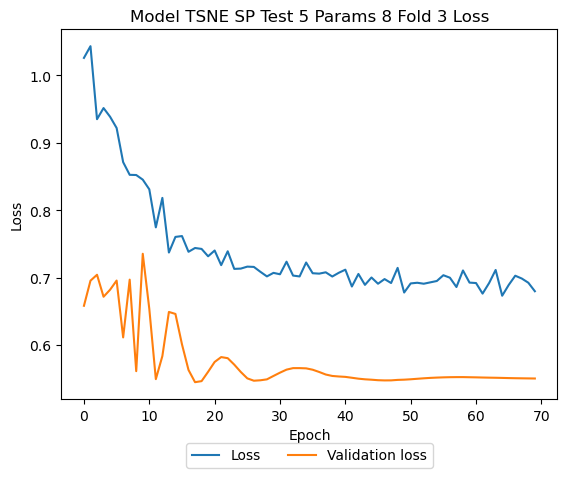 Model TSNE SP Test 5 Params 8 Fold 3 Loss
Loss
1.0
0.9
0.8
0.7
0.6
0 10 20 30 40 50 60 70
Epoch
Loss Validation loss